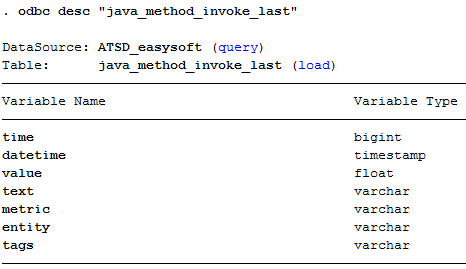 . odbc desc "java_method_invoke_last"
DataSource: ATSD_easysoft (query)
Table: java_method_invoke_last (load)
Variable Name Variable Type
time bigint
datetime timestamp
value float
text varchar
metric varchar
entity varchar
tags varchar